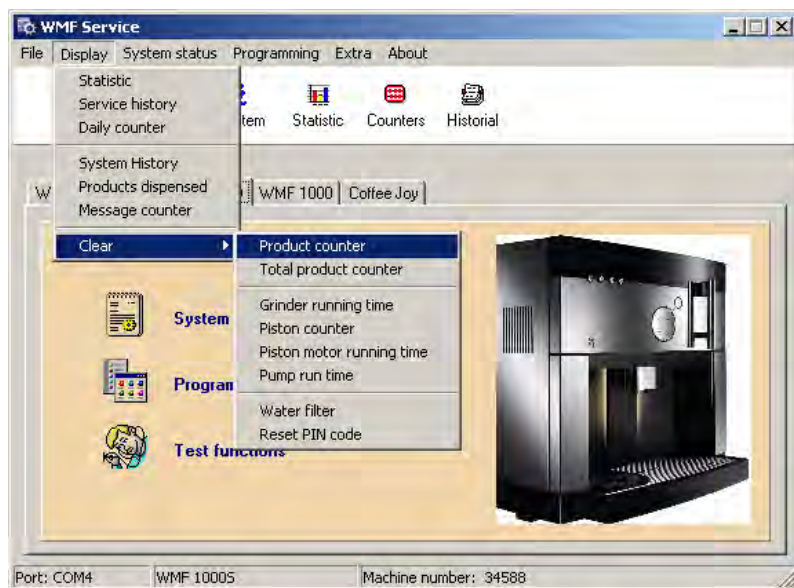 WMF Service
File Display System status Programming Extra About
Statistic
Service history
Daily counter
System History
Products dispensed
Message counter
Clear
tem Statistic Counters Historial
W WMF 1000 Coffee Joy
Product counter
Total product counter
Grinder running time
Piston counter
Piston motor running time
Pump run time
Water filter
Reset PIN code
System
Program
Test functions
Port: COM4 WMF 1000S Machine number: 34588